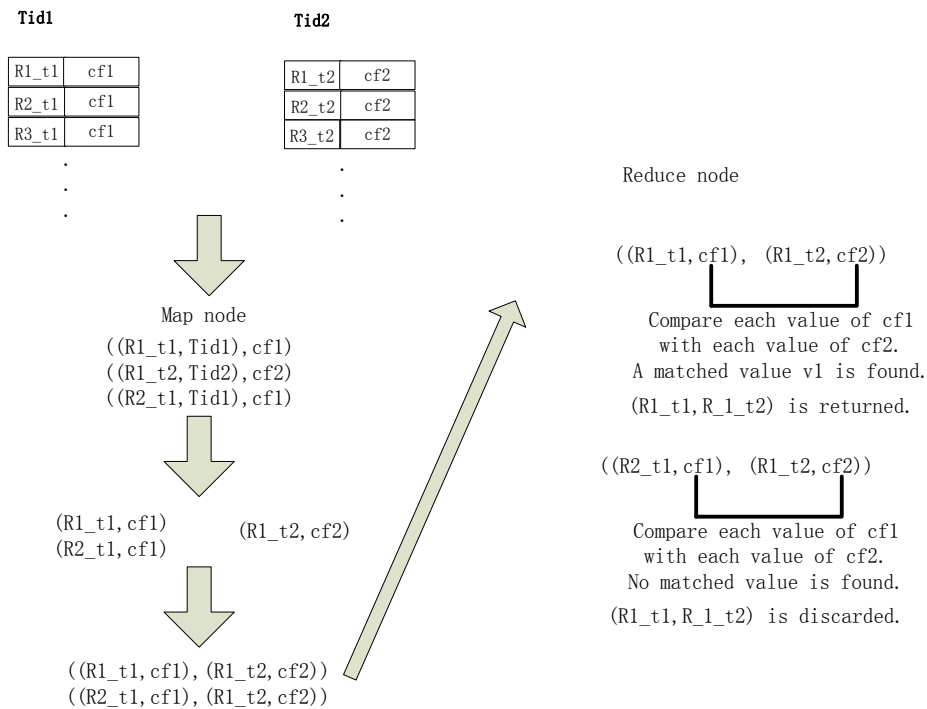 Tid1
Tid2
R1_t1 cf1
R2_t1 cf1
R3_t1 cf1
.
.
.
R1_t2 cf2
R2_t2 cf2
R3_t2 cf2
.
.
.
Map node
((R1_t1,Tid1),cf1)
((R1_t2,Tid2),cf2)
((R2_t1,Tid1),cf1)
(R1_t1,cf1)
(R2_t1,cf1)
(R1_t2,cf2)
((R1_t1,cf1),(R1_t2,cf2))
((R2_t1,cf1),(R1_t2,cf2))
Reduce node
((R1_t1,cf1), (R1_t2,cf2))
Compare each value of cf1
with each value of cf2.
A matched value v1 is found.
(R1_t1,R_1_t2) is returned.
((R2_t1,cf1), (R1_t2,cf2))
Compare each value of cf1
with each value of cf2.
No matched value is found.
(R1_t1,R_1_t2) is discarded.